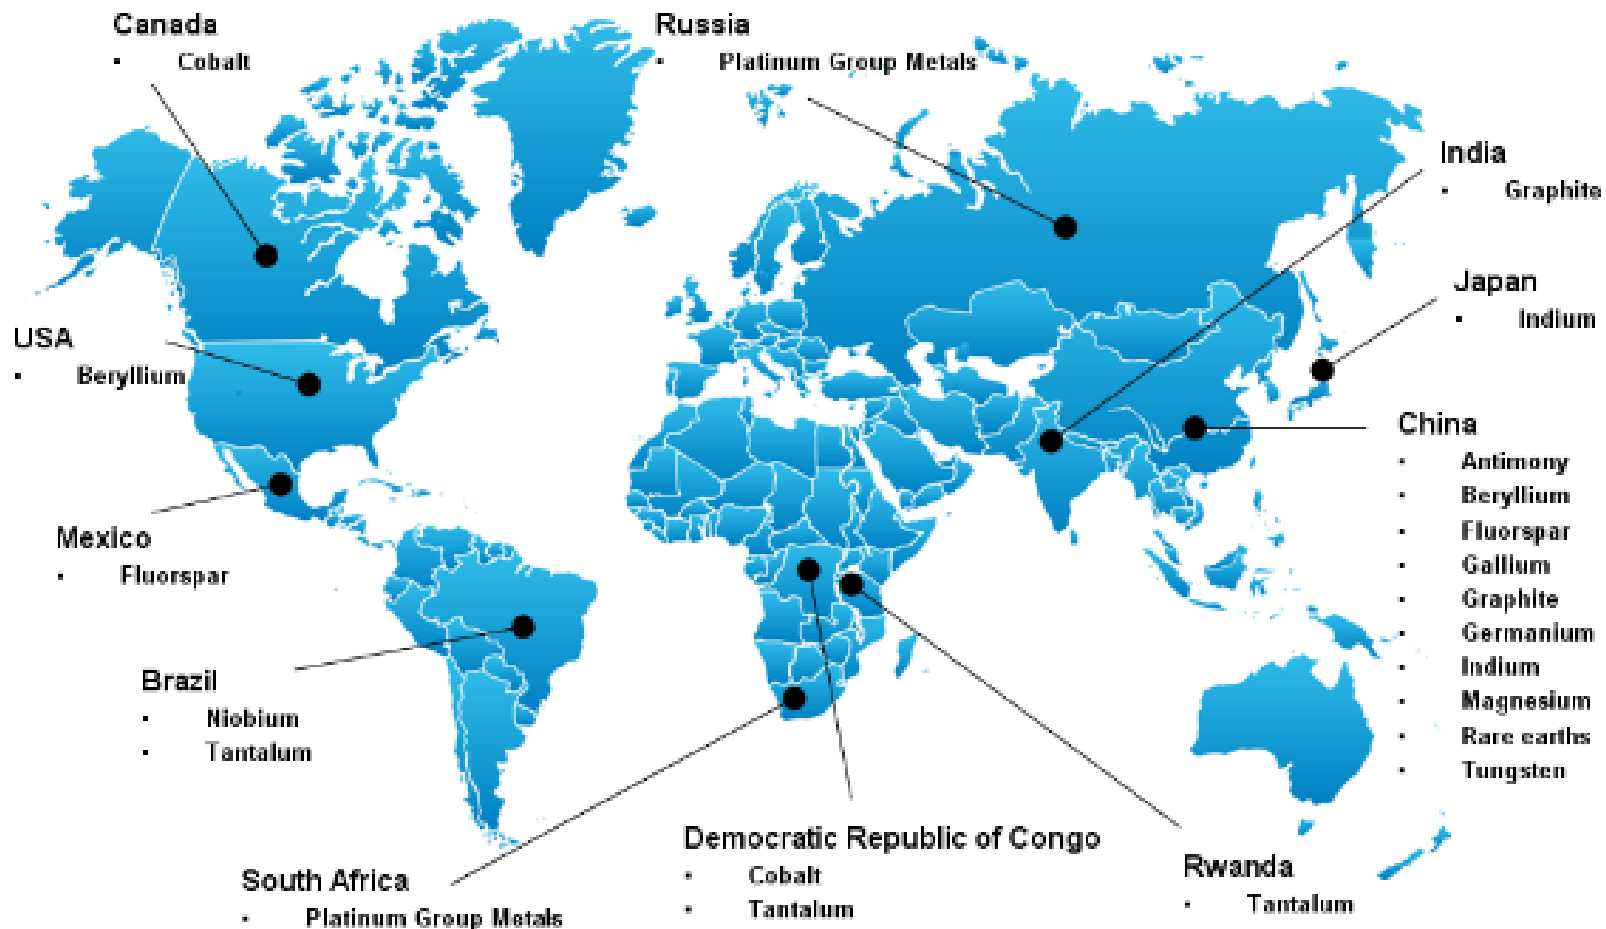 Canada
• Cobalt
Russia
• Platinum Group Metals
India
• Graphite
Japan
• Indium
USA
• Beryllium
China
• Antimony
• Beryllium
• Fluorspar
• Gallium
• Graphite
• Germanium
• Indium
• Magnesium
• Rare earths
• Tungsten
Mexico
• Fluorspar
Brazil
• Niobium
• Tantalum
South Africa
• Platinum Group Metals
Democratic Republic of Congo
• Cobalt
• Tantalum
Rwanda
• Tantalum